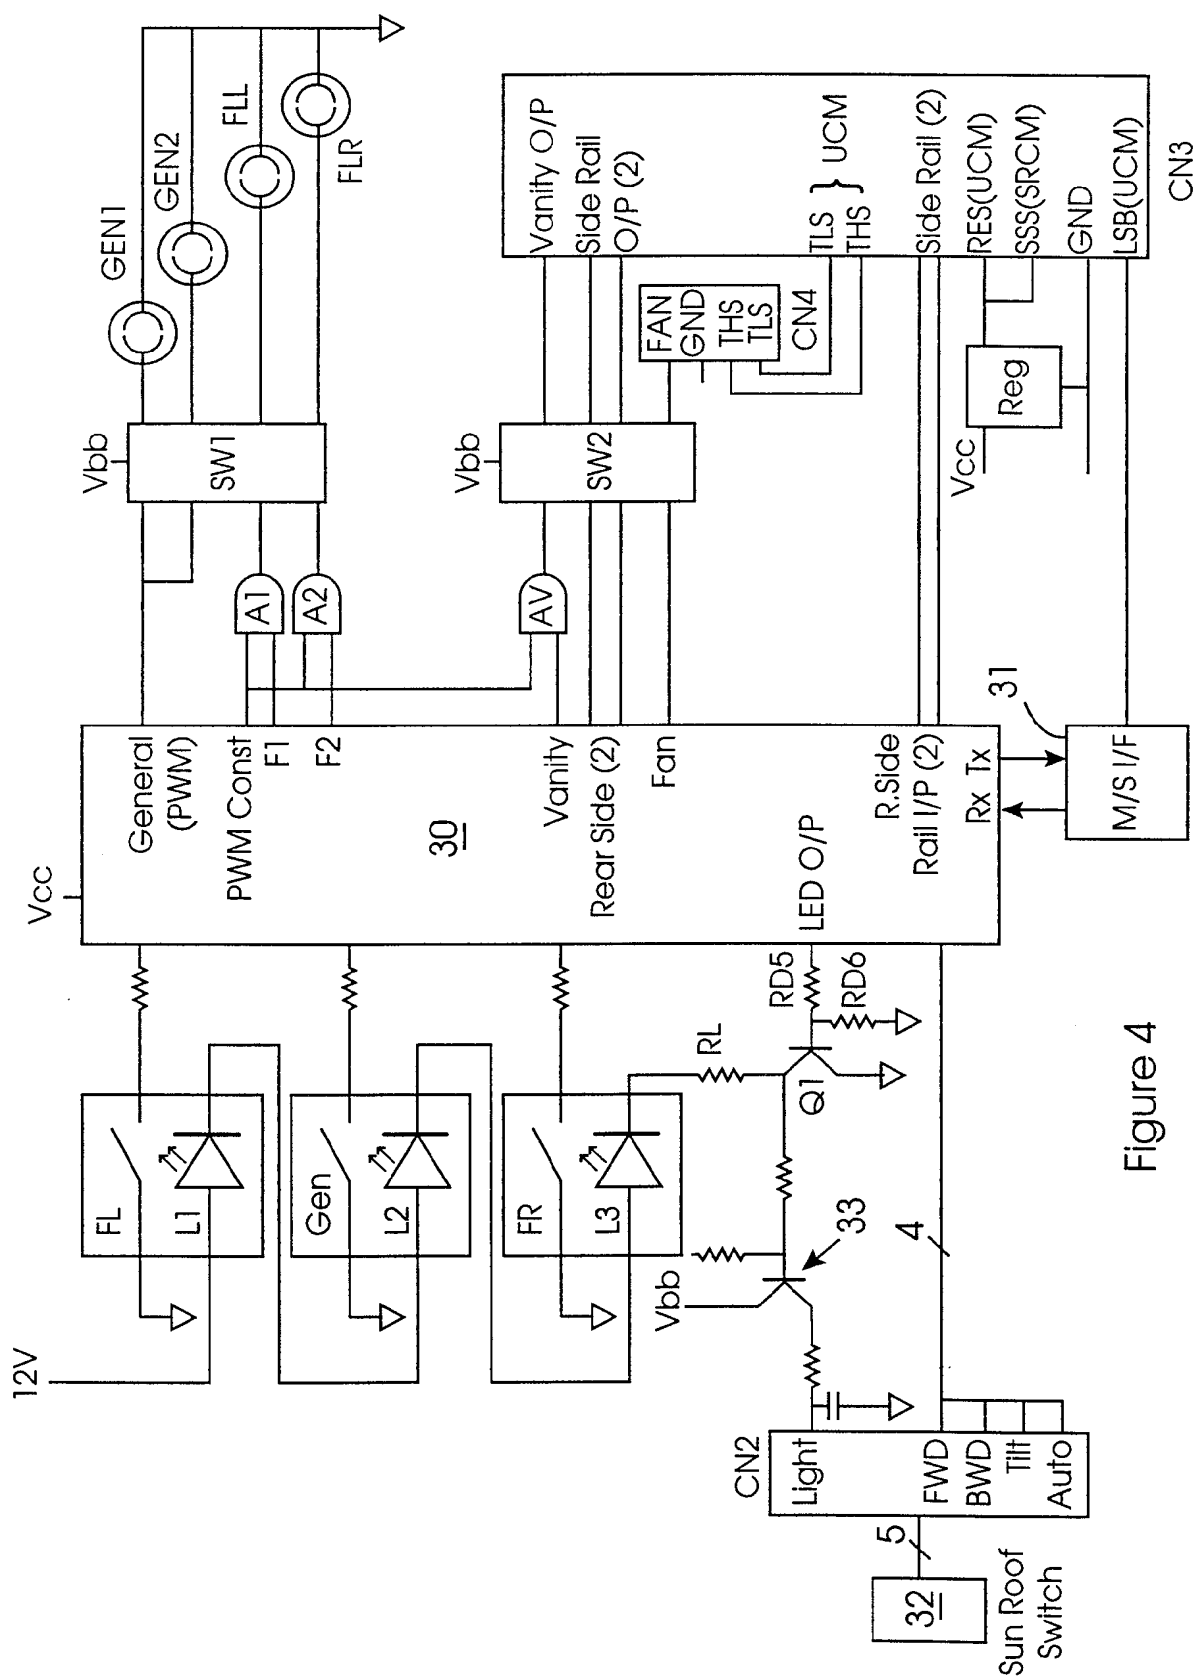 12V
FL
L1
Gen
L2
FR
L3
Vbb
33
RL
Q1
RD5
RD6
CN2
Light
FWD
BWD
Tilt
Auto
4
5
32
Sun Roof
Switch
Vcc
General
(PWM)
PWM Const
F1
F2
30
Vanity
Rear Side (2)
Fan
LED O/P
R.Side
Rail I/P (2)
Rx Tx
31
M/S I/F
A1
A2
AV
Vbb
SW1
Vbb
SW2
GEN1
GEN2
FLL
FLR
FAN
GND
THS
TLS
CN4
Vcc
Reg
Vanity O/P
Side Rail
O/P (2)
TLS
THS
} UCM
Side Rail (2)
RES(UCM)
SSS(SRCM)
GND
LSB(UCM)
CN3
Figure 4